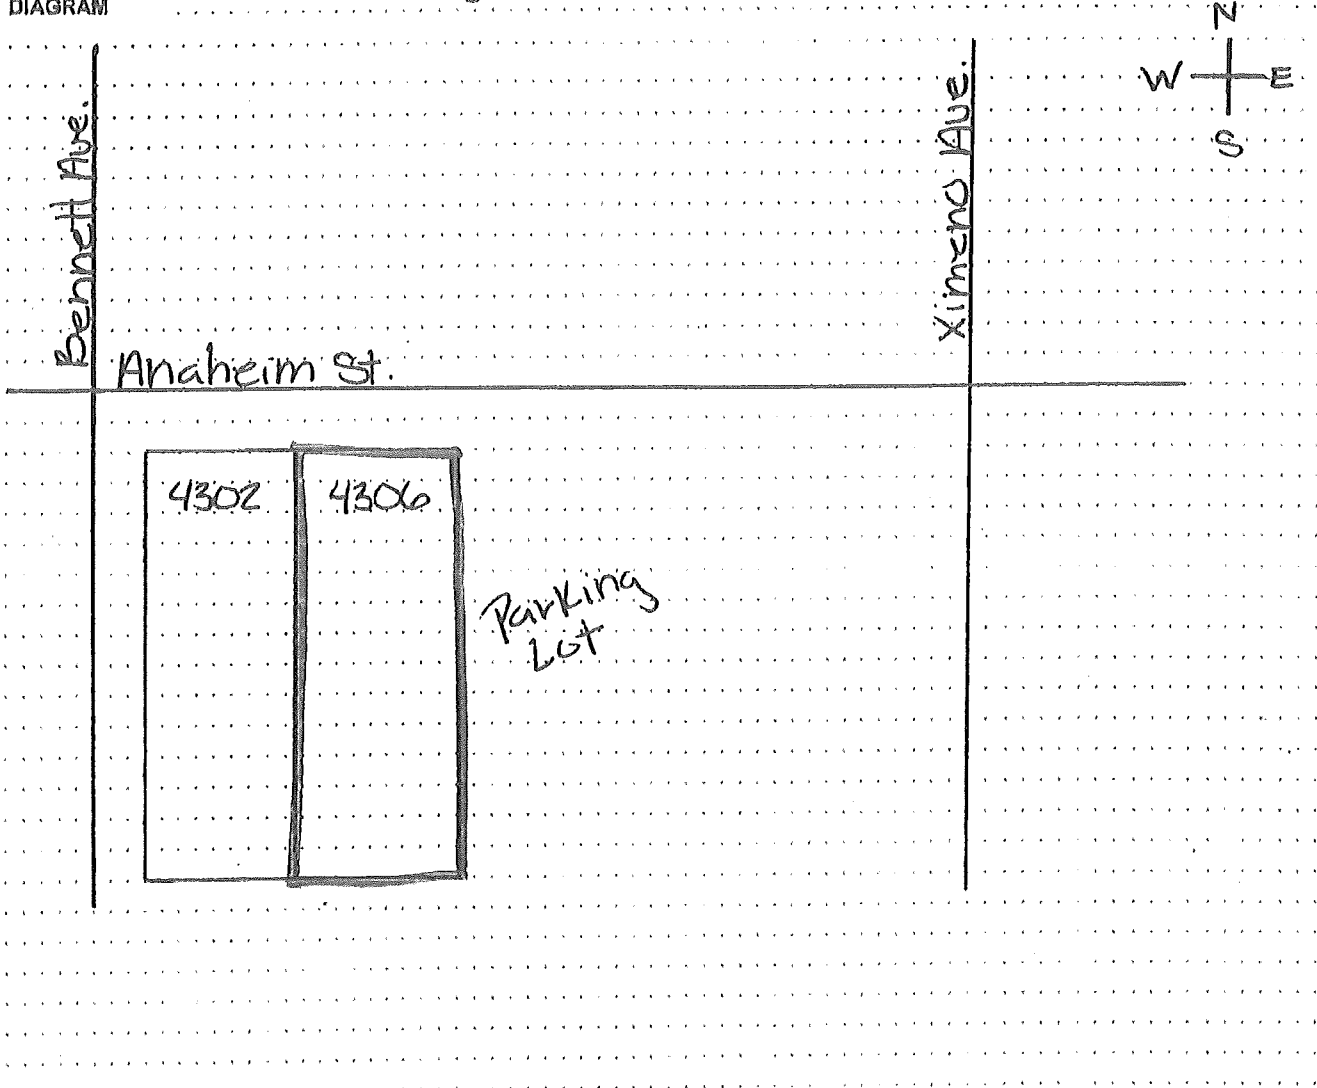 DIAGRAM
N
W E
S
Bennett Ave.
Ximeno Ave.
Anaheim St.
4302 4306
Parking
Lot